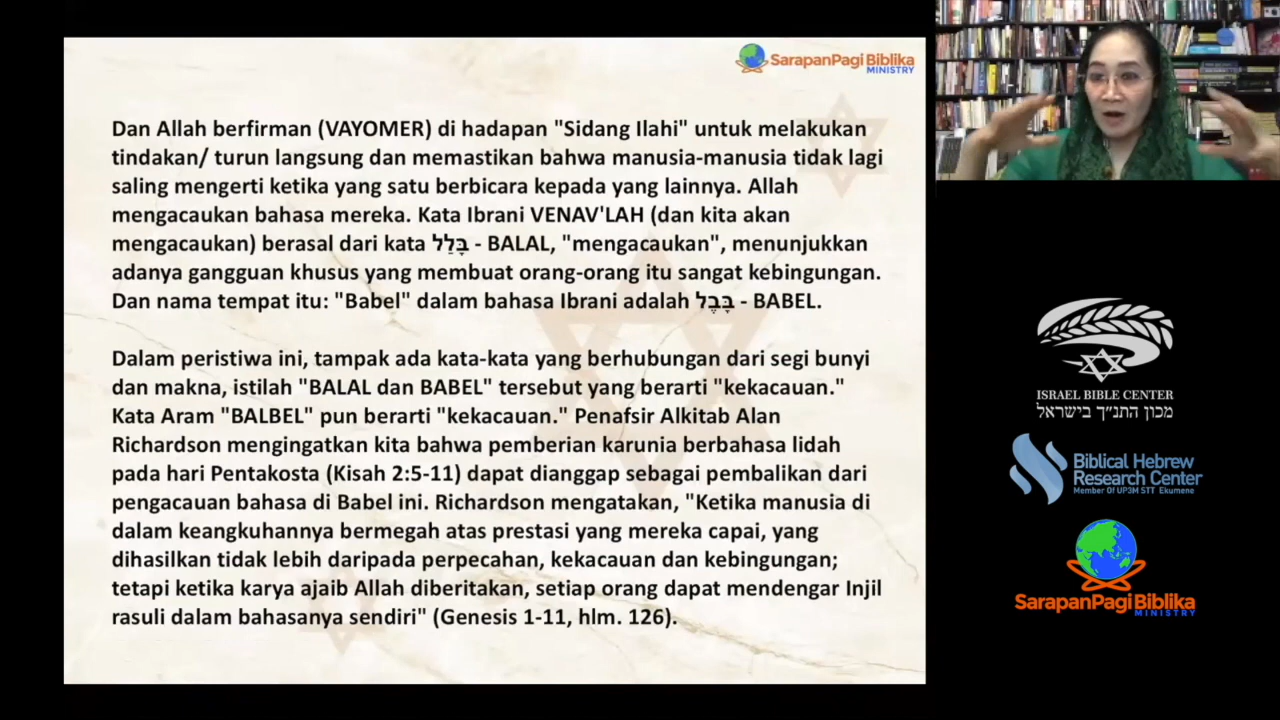 SarapanPagi Biblika
MINISTRY
Dan Allah berfirman (VAYOMER) di hadapan "Sidang Ilahi" untuk melakukan
tindakan/ turun langsung dan memastikan bahwa manusia-manusia tidak lagi
saling mengerti ketika yang satu berbicara kepada yang lainnya. Allah
mengacaukan bahasa mereka. Kata Ibrani VENAV'LAH (dan kita akan
mengacaukan) berasal dari kata בָּלַל - BALAL, "mengacaukan", menunjukkan
adanya gangguan khusus yang membuat orang-orang itu sangat kebingungan.
Dan nama tempat itu: "Babel" dalam bahasa Ibrani adalah בָּבֶל - BABEL.
Dalam peristiwa ini, tampak ada kata-kata yang berhubungan dari segi bunyi
dan makna, istilah "BALAL dan BABEL" tersebut yang berarti "kekacauan."
Kata Aram "BALBEL" pun berarti "kekacauan." Penafsir Alkitab Alan
Richardson mengingatkan kita bahwa pemberian karunia berbahasa lidah
pada hari Pentakosta (Kisah 2:5-11) dapat dianggap sebagai pembalikan dari
pengacauan bahasa di Babel ini. Richardson mengatakan, "Ketika manusia di
dalam keangkuhannya bermegah atas prestasi yang mereka capai, yang
dihasilkan tidak lebih daripada perpecahan, kekacauan dan kebingungan;
tetapi ketika karya ajaib Allah diberitakan, setiap orang dapat mendengar Injil
rasuli dalam bahasanya sendiri" (Genesis 1-11, hlm. 126).
ISRAEL BIBLE CENTER
מכון התנ״ך בישראל
Biblical Hebrew
Research Center
Member Of UP3M STT Ekumene
SarapanPagi Biblika
MINISTRY